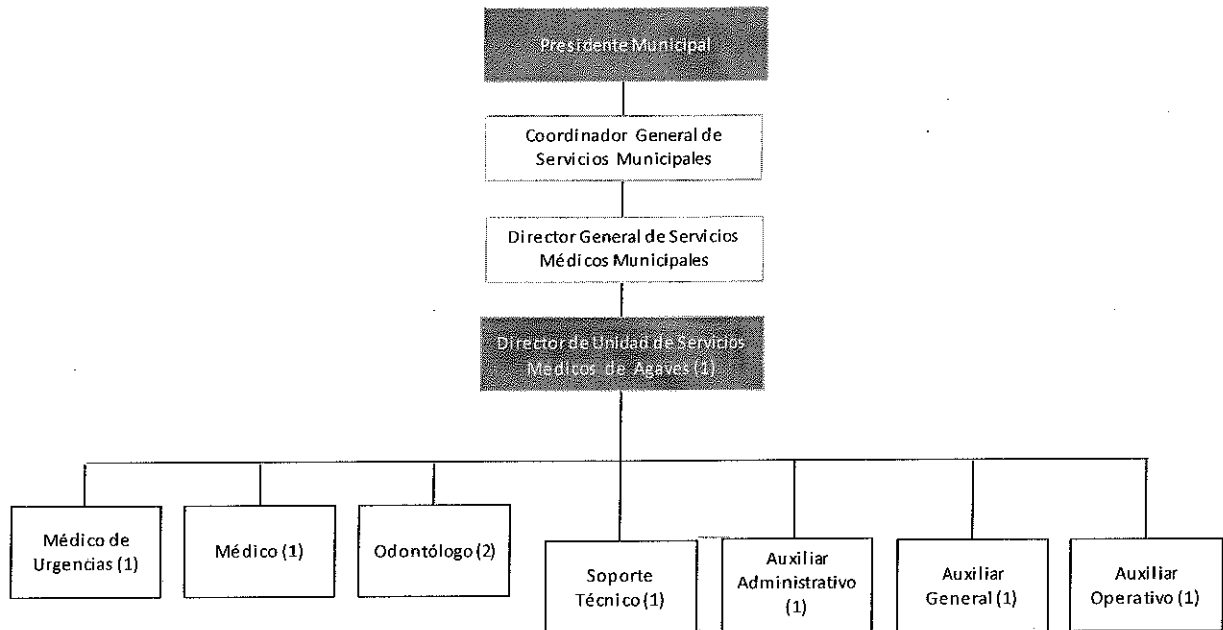 Presidente Municipal
Coordinador General de
Servicios Municipales
Director General de Servicios
Médicos Municipales
Director de Unidad de Servicios
Médicos de Agaves (1)
Médico de
Urgencias (1)
Médico (1)
Odontólogo (2)
Soporte
Técnico (1)
Auxiliar
Administrativo
(1)
Auxiliar
General (1)
Auxiliar
Operativo (1)